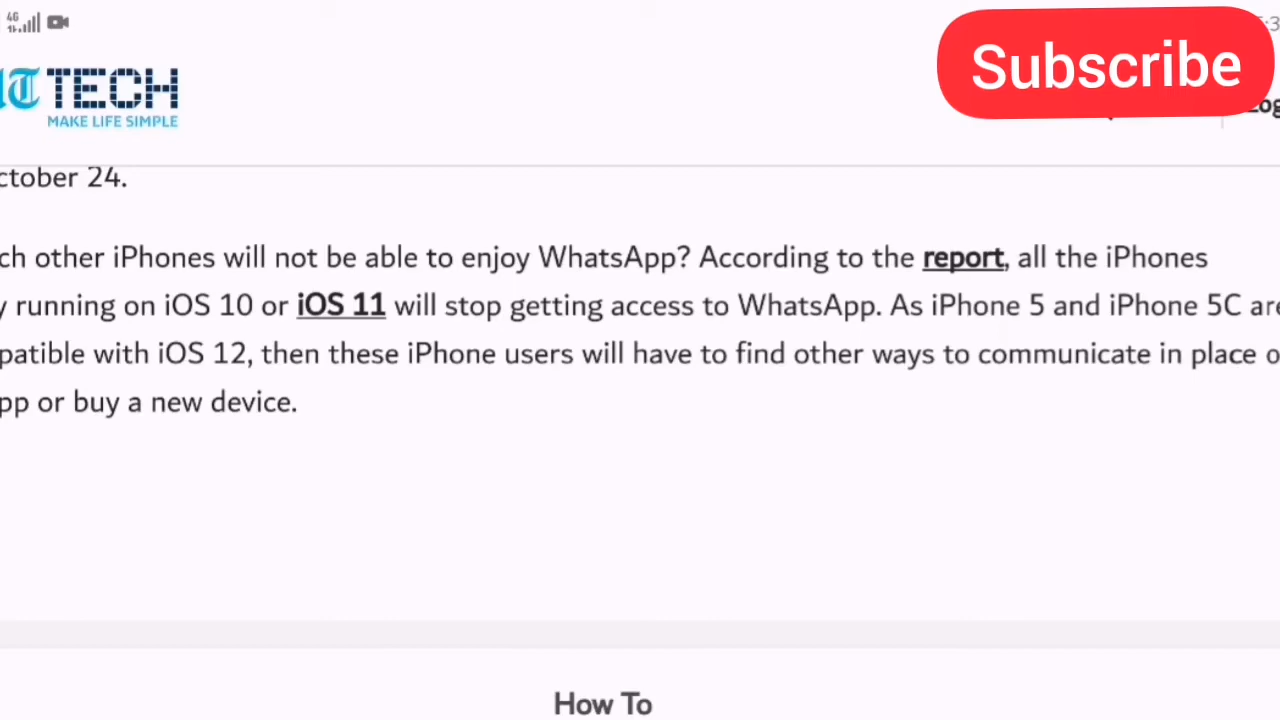 4G
Subscribe
TECH
MAKE LIFE SIMPLE
ctober 24.
ch other iPhones will not be able to enjoy WhatsApp? According to the report, all the iPhones
y running on iOS 10 or iOS 11 will stop getting access to WhatsApp. As iPhone 5 and iPhone 5C are
patible with iOS 12, then these iPhone users will have to find other ways to communicate in place o
pp or buy a new device.
How To